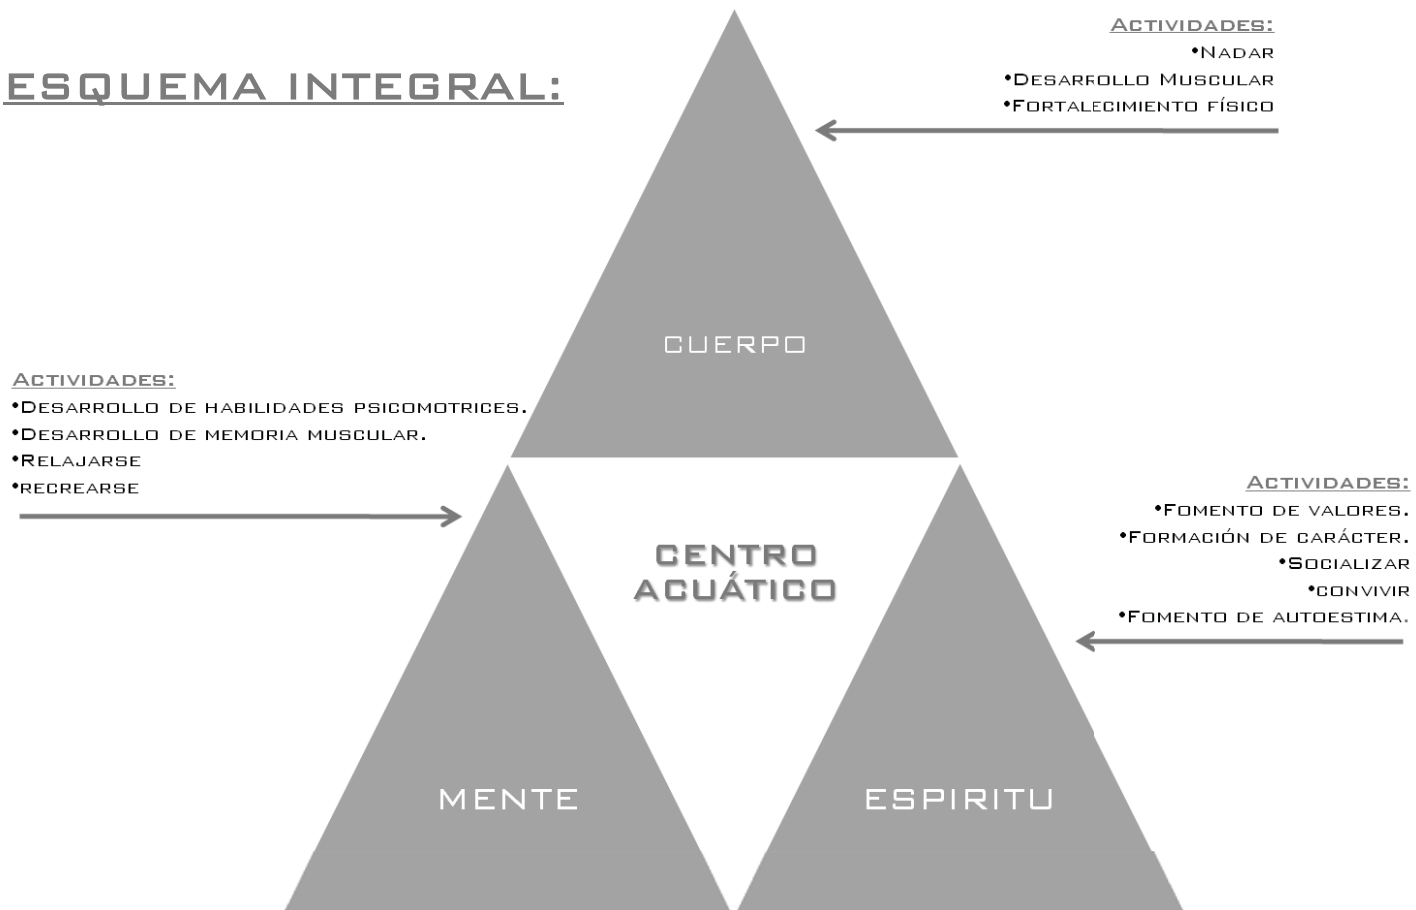 ESQUEMA INTEGRAL:
ACTIVIDADES:
•NADAR
•DESARROLLO MUSCULAR
•FORTALECIMIENTO FÍSICO
CUERPO
ACTIVIDADES:
•DESARROLLO DE HABILIDADES PSICOMOTRICES.
•DESARROLLO DE MEMORIA MUSCULAR.
•RELAJARSE
•RECREARSE
ACTIVIDADES:
•FOMENTO DE VALORES.
•FORMACIÓN DE CARÁCTER.
•SOCIALIZAR
•CONVIVIR
•FOMENTO DE AUTOESTIMA.
CENTRO
ACUÁTICO
MENTE
ESPIRITU